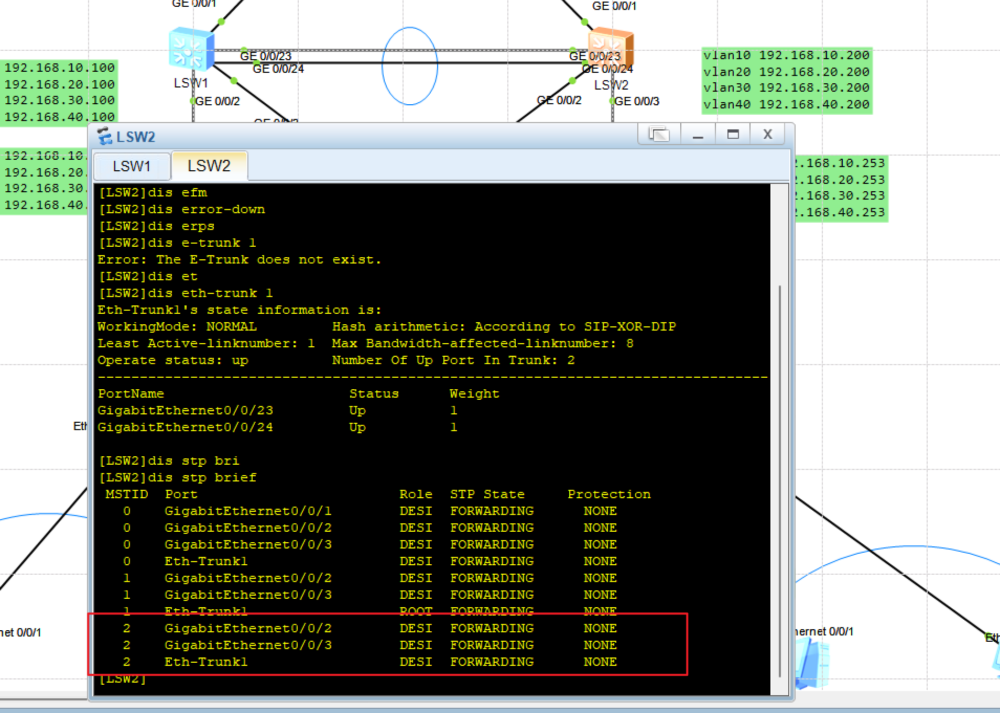 GE 0/0/1
GE 0/0/1
GE 0/0/23
GE 0/0/24
GE 0/0/23
GE 0/0/24
LSW1
LSW2
GE 0/0/2
GE 0/0/2
GE 0/0/3
192.168.10.100
192.168.20.100
192.168.30.100
192.168.40.100
vlan10 192.168.10.200
vlan20 192.168.20.200
vlan30 192.168.30.200
vlan40 192.168.40.200
192.168.10.
192.168.20.
192.168.30.
192.168.40.
2.168.10.253
2.168.20.253
2.168.30.253
2.168.40.253
LSW2
LSW1
LSW2
[LSW2]dis efm
[LSW2]dis error-down
[LSW2]dis erps
[LSW2]dis e-trunk 1
Error: The E-Trunk does not exist.
[LSW2]dis et
[LSW2]dis eth-trunk 1
Eth-Trunk1's state information is:
WorkingMode: NORMAL Hash arithmetic: According to SIP-XOR-DIP
Least Active-linknumber: 1 Max Bandwidth-affected-linknumber: 8
Operate status: up Number Of Up Port In Trunk: 2
--------------------------------------------------------------------------------
PortName Status Weight
GigabitEthernet0/0/23 Up 1
GigabitEthernet0/0/24 Up 1
[LSW2]dis stp bri
[LSW2]dis stp brief
MSTID Port Role STP State Protection
0 GigabitEthernet0/0/1 DESI FORWARDING NONE
0 GigabitEthernet0/0/2 DESI FORWARDING NONE
0 GigabitEthernet0/0/3 DESI FORWARDING NONE
0 Eth-Trunk1 DESI FORWARDING NONE
1 GigabitEthernet0/0/2 DESI FORWARDING NONE
1 GigabitEthernet0/0/3 DESI FORWARDING NONE
1 Eth-Trunk1 ROOT FORWARDING NONE
2 GigabitEthernet0/0/2 DESI FORWARDING NONE
2 GigabitEthernet0/0/3 DESI FORWARDING NONE
2 Eth-Trunk1 DESI FORWARDING NONE
[LSW2]
Eth
net 0/0/1
ernet 0/0/1
Eth